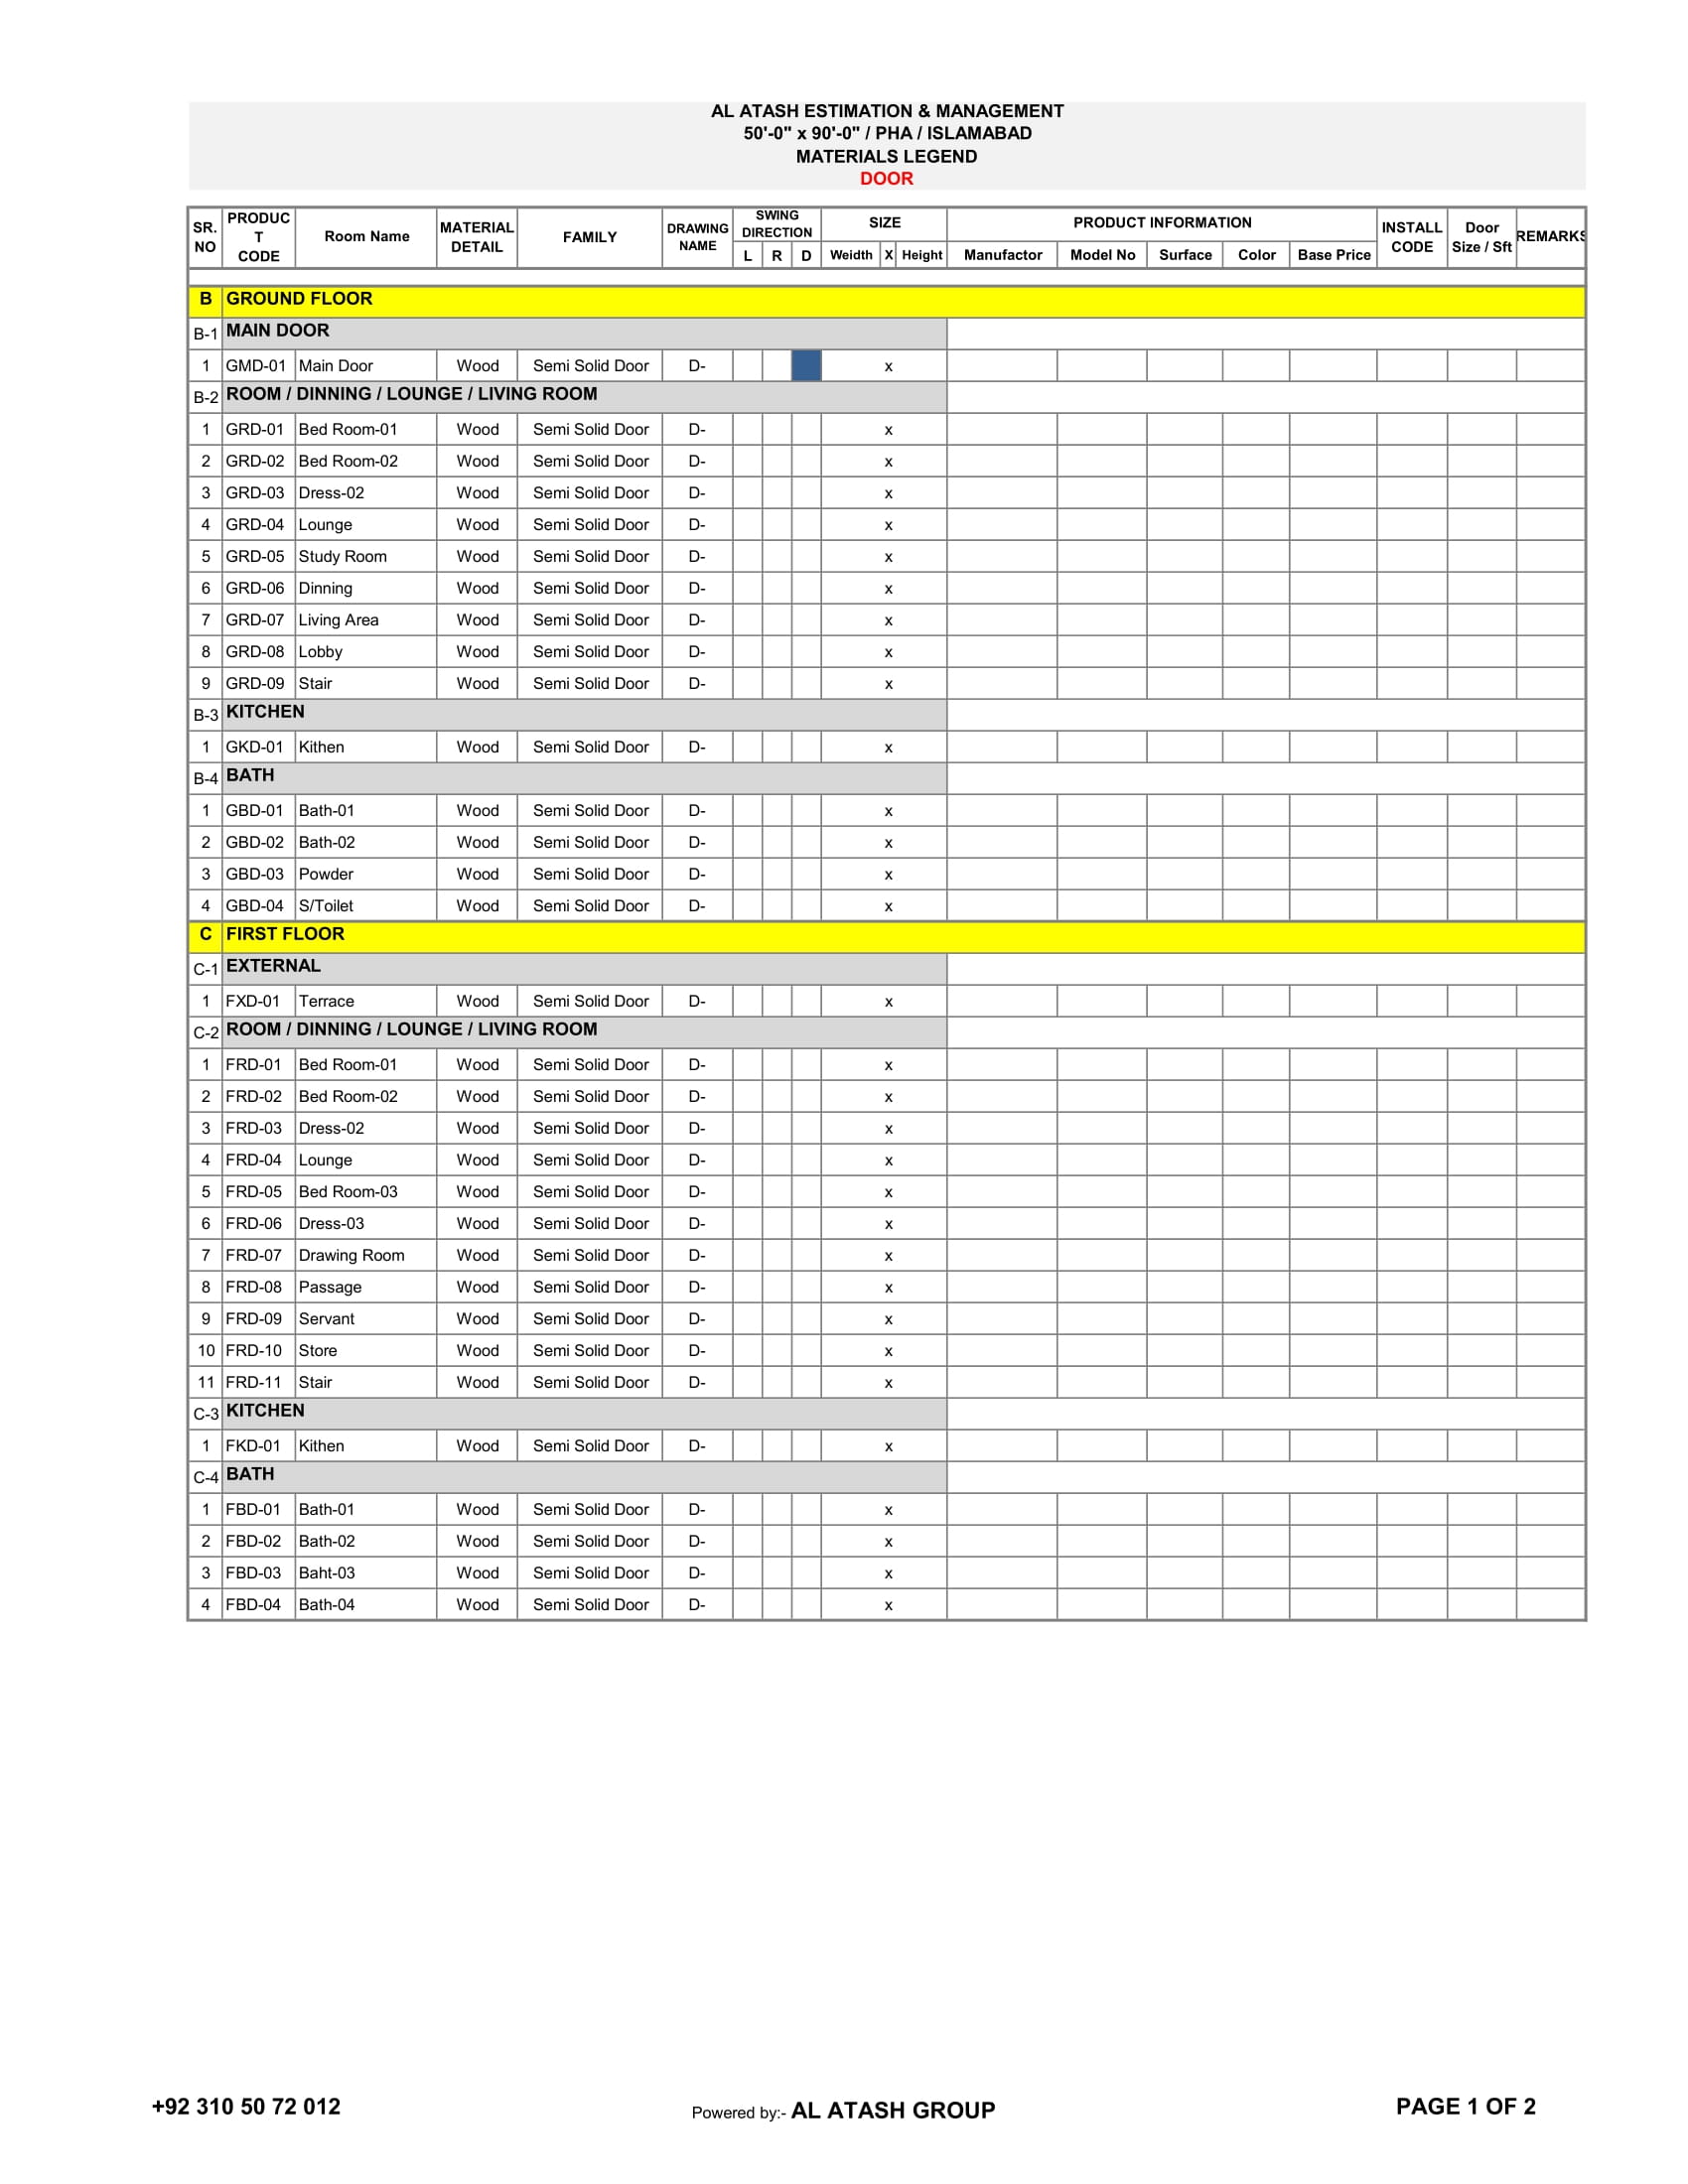 AL ATASH ESTIMATION & MANAGEMENT
50'-0" x 90'-0" / PHA / ISLAMABAD
MATERIALS LEGEND
DOOR
SR. NO PRODUCT CODE Room Name MATERIAL DETAIL FAMILY DRAWING NAME SWING DIRECTION SIZE PRODUCT INFORMATION INSTALL CODE Door Size / Sft REMARKS
L R D Weidth X Height Manufactor Model No Surface Color Base Price
B GROUND FLOOR
B-1 MAIN DOOR
1 GMD-01 Main Door Wood Semi Solid Door D- x
B-2 ROOM / DINNING / LOUNGE / LIVING ROOM
1 GRD-01 Bed Room-01 Wood Semi Solid Door D- x
2 GRD-02 Bed Room-02 Wood Semi Solid Door D- x
3 GRD-03 Dress-02 Wood Semi Solid Door D- x
4 GRD-04 Lounge Wood Semi Solid Door D- x
5 GRD-05 Study Room Wood Semi Solid Door D- x
6 GRD-06 Dinning Wood Semi Solid Door D- x
7 GRD-07 Living Area Wood Semi Solid Door D- x
8 GRD-08 Lobby Wood Semi Solid Door D- x
9 GRD-09 Stair Wood Semi Solid Door D- x
B-3 KITCHEN
1 GKD-01 Kithen Wood Semi Solid Door D- x
B-4 BATH
1 GBD-01 Bath-01 Wood Semi Solid Door D- x
2 GBD-02 Bath-02 Wood Semi Solid Door D- x
3 GBD-03 Powder Wood Semi Solid Door D- x
4 GBD-04 S/Toilet Wood Semi Solid Door D- x
C FIRST FLOOR
C-1 EXTERNAL
1 FXD-01 Terrace Wood Semi Solid Door D- x
C-2 ROOM / DINNING / LOUNGE / LIVING ROOM
1 FRD-01 Bed Room-01 Wood Semi Solid Door D- x
2 FRD-02 Bed Room-02 Wood Semi Solid Door D- x
3 FRD-03 Dress-02 Wood Semi Solid Door D- x
4 FRD-04 Lounge Wood Semi Solid Door D- x
5 FRD-05 Bed Room-03 Wood Semi Solid Door D- x
6 FRD-06 Dress-03 Wood Semi Solid Door D- x
7 FRD-07 Drawing Room Wood Semi Solid Door D- x
8 FRD-08 Passage Wood Semi Solid Door D- x
9 FRD-09 Servant Wood Semi Solid Door D- x
10 FRD-10 Store Wood Semi Solid Door D- x
11 FRD-11 Stair Wood Semi Solid Door D- x
C-3 KITCHEN
1 FKD-01 Kithen Wood Semi Solid Door D- x
C-4 BATH
1 FBD-01 Bath-01 Wood Semi Solid Door D- x
2 FBD-02 Bath-02 Wood Semi Solid Door D- x
3 FBD-03 Baht-03 Wood Semi Solid Door D- x
4 FBD-04 Bath-04 Wood Semi Solid Door D- x
+92 310 50 72 012 Powered by:- AL ATASH GROUP PAGE 1 OF 2